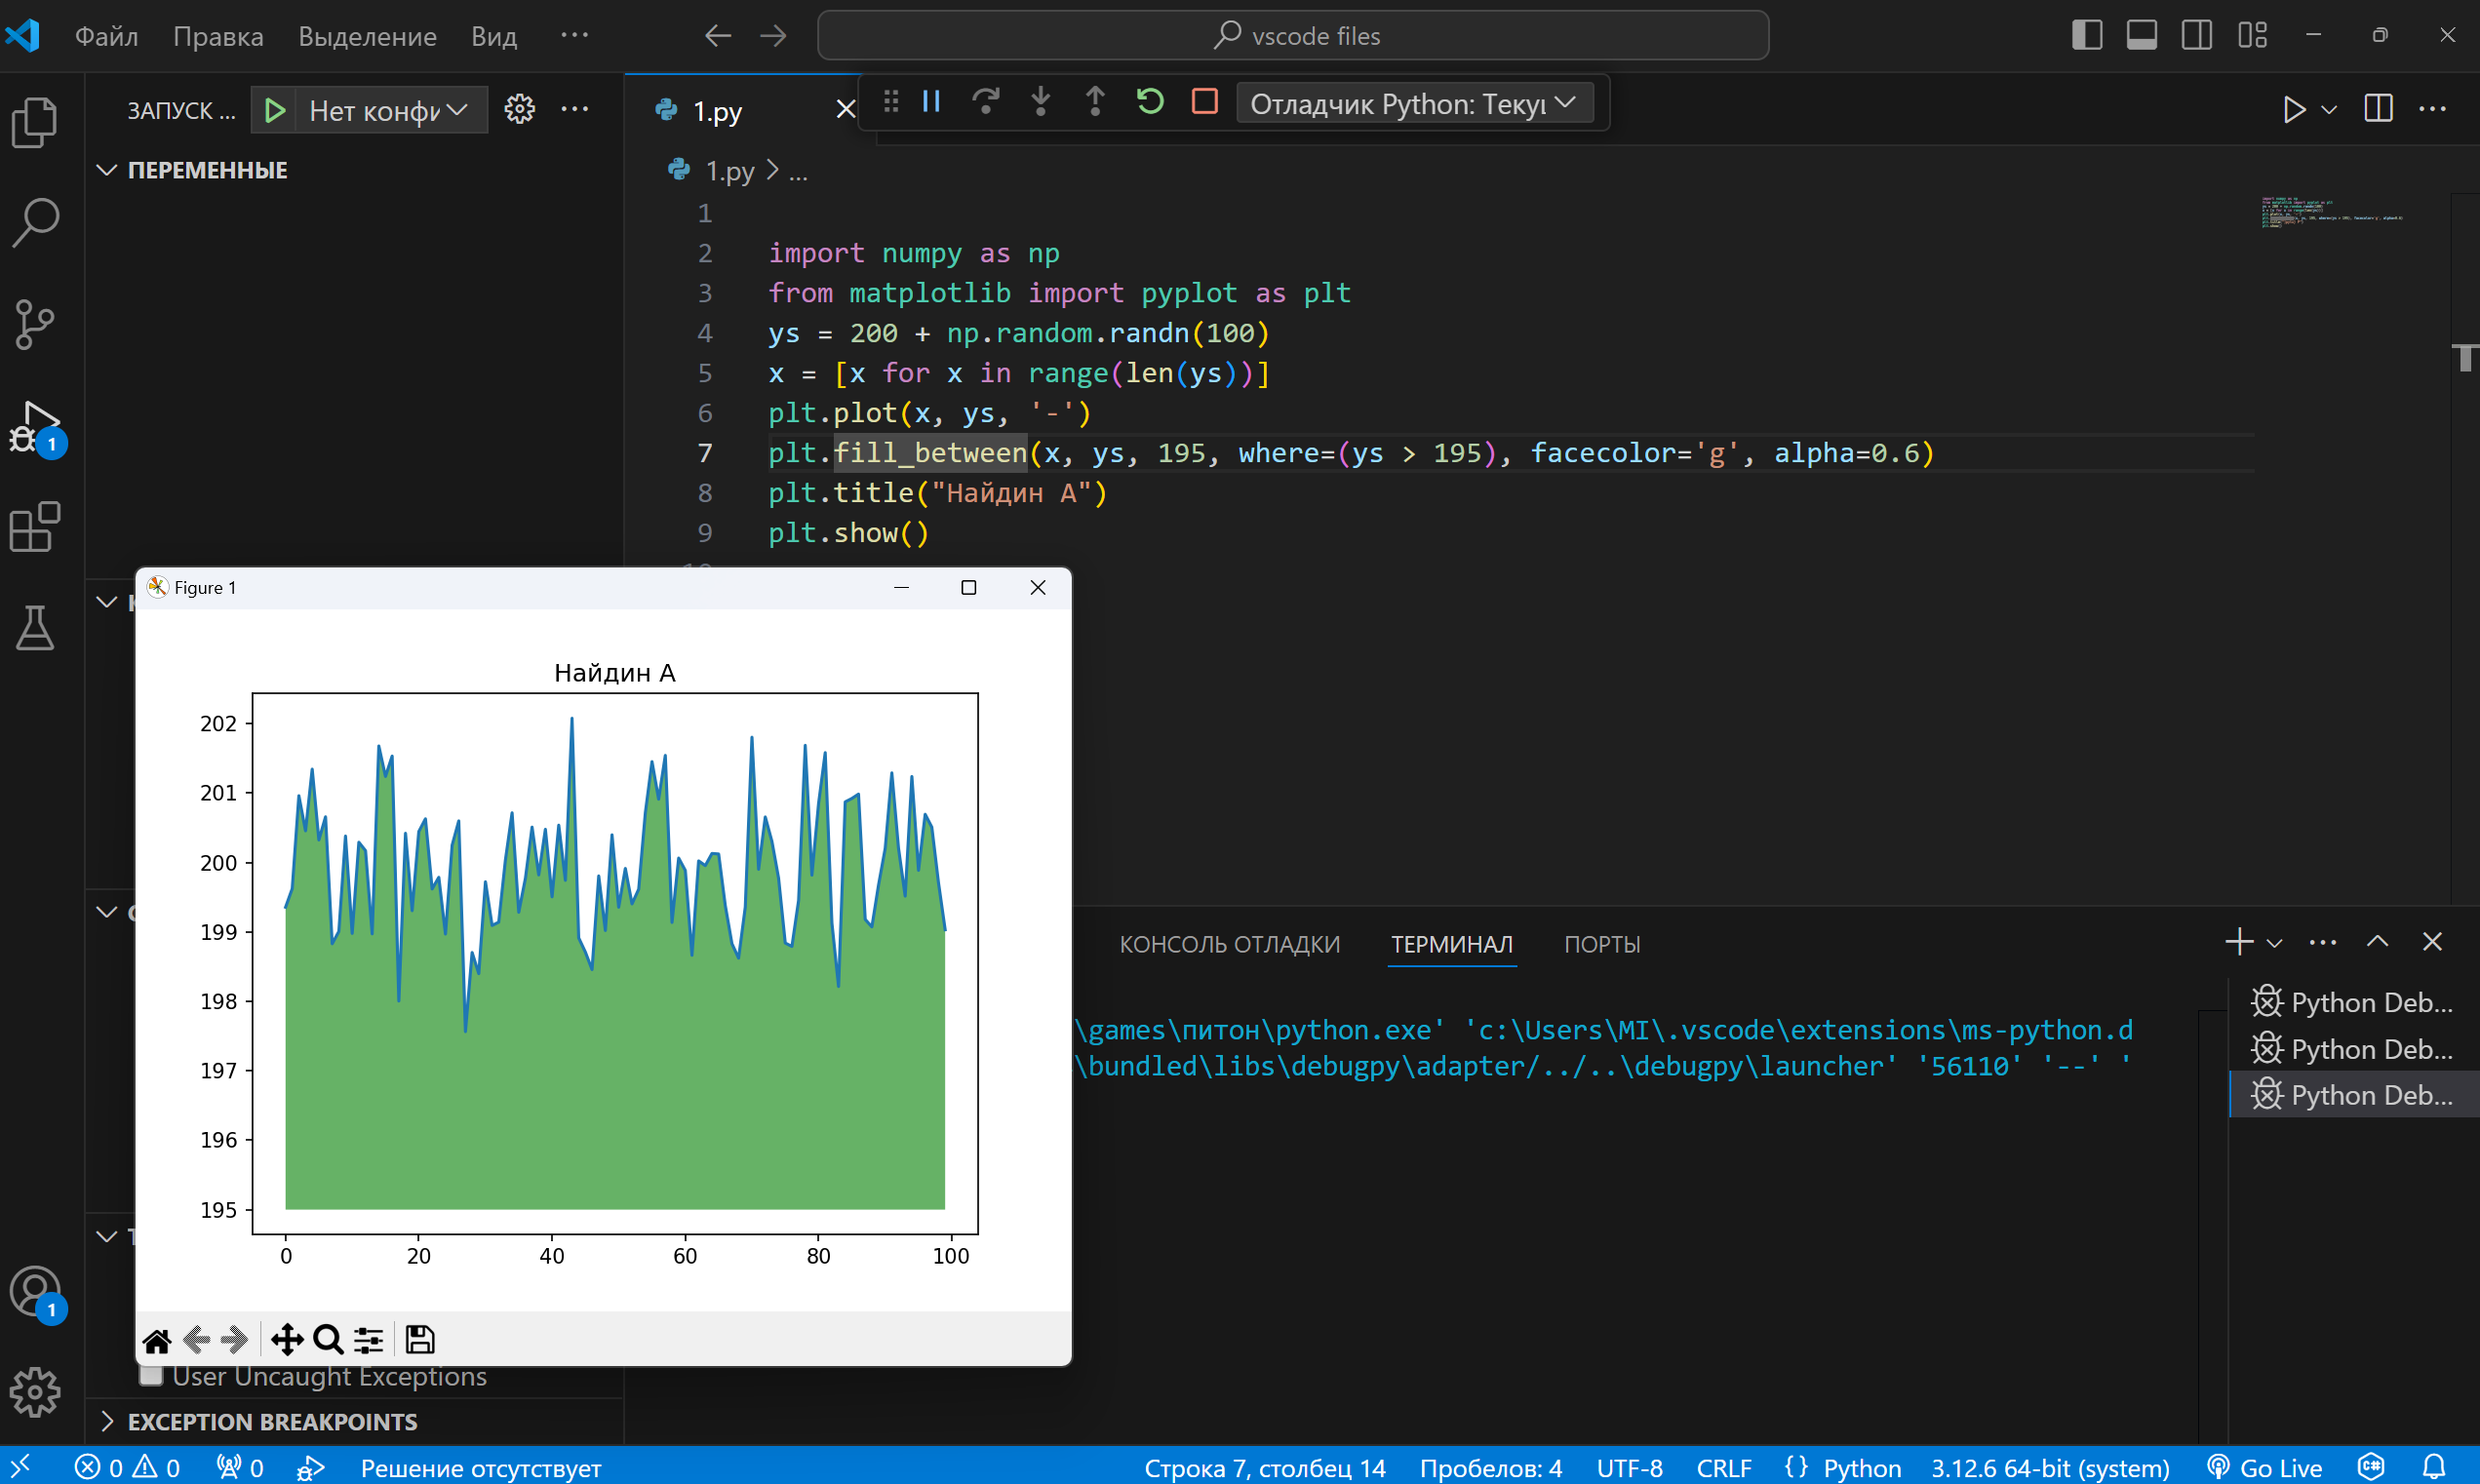 Файл Правка Выделение Вид ... vscode files
ЗАПУСК ... Нет конфи
ПЕРЕМЕННЫЕ
1.py
Отладчик Python: Теку
1.py > ...
1
2 import numpy as np
3 from matplotlib import pyplot as plt
4 ys = 200 + np.random.randn(100)
5 x = [x for x in range(len(ys))]
6 plt.plot(x, ys, '-')
7 plt.fill_between(x, ys, 195, where=(ys > 195), facecolor='g', alpha=0.6)
8 plt.title("Найдин А")
9 plt.show()
Figure 1
Найдин А
202
201
200
199
198
197
196
195
0 20 40 60 80 100
КОНСОЛЬ ОТЛАДКИ ТЕРМИНАЛ ПОРТЫ
\games\питон\python.exe' 'c:\Users\MI\.vscode\extensions\ms-python.d
\bundled\libs\debugpy\adapter/../..\debugpy\launcher' '56110' '--' '
Python Deb...
Python Deb...
Python Deb...
1
1
User Uncaught Exceptions
EXCEPTION BREAKPOINTS
0 0 0 Решение отсутствует Строка 7, столбец 14 Пробелов: 4 UTF-8 CRLF {} Python 3.12.6 64-bit (system) Go Live